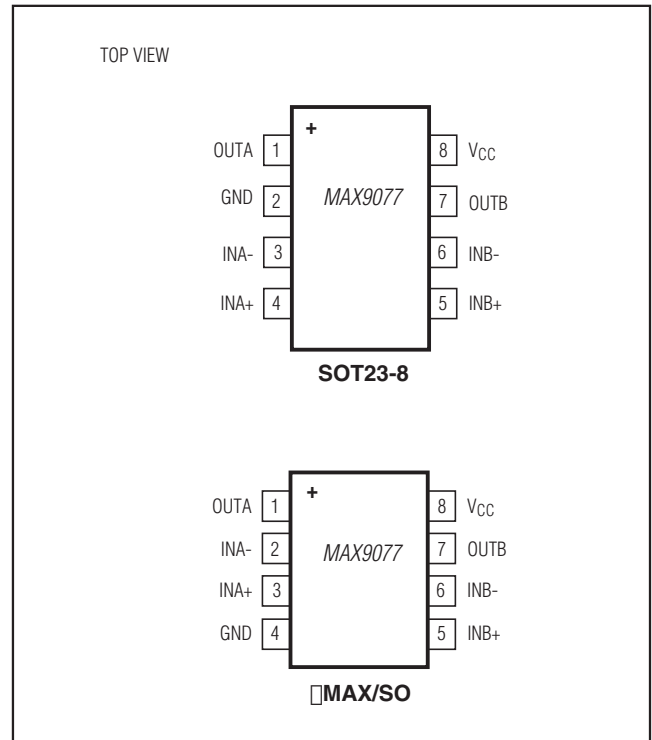 TOP VIEW
+
OUTA 1 8 VCC
GND 2 MAX9077 7 OUTB
INA- 3 6 INB-
INA+ 4 5 INB+
SOT23-8
+
OUTA 1 8 VCC
INA- 2 MAX9077 7 OUTB
INA+ 3 6 INB-
GND 4 5 INB+
▯MAX/SO